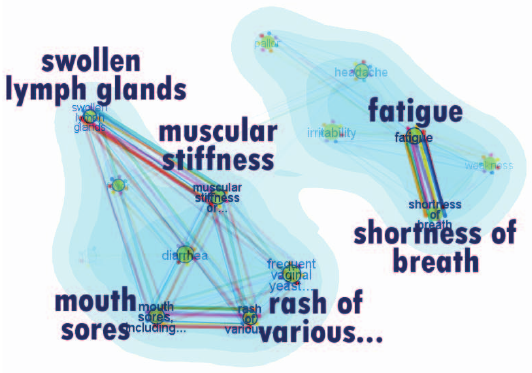 pallor
headache
swollen
lymph glands
swollen
lymph
glands
fatigue
irritability
fatigue
weakness
muscular
stiffness
muscular
stiffness
or...
shortness
of
breath
shortness of
breath
diarrhea
frequent
vaginal
yeast...
mouth
sores
mouth
sores,
including...
rash
of
various
rash of
various...